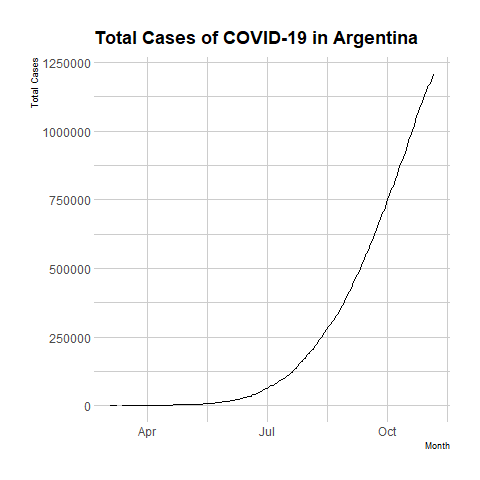 Total Cases of COVID-19 in Argentina
Total Cases
1250000
1000000
750000
500000
250000
0
Apr Jul Oct
Month